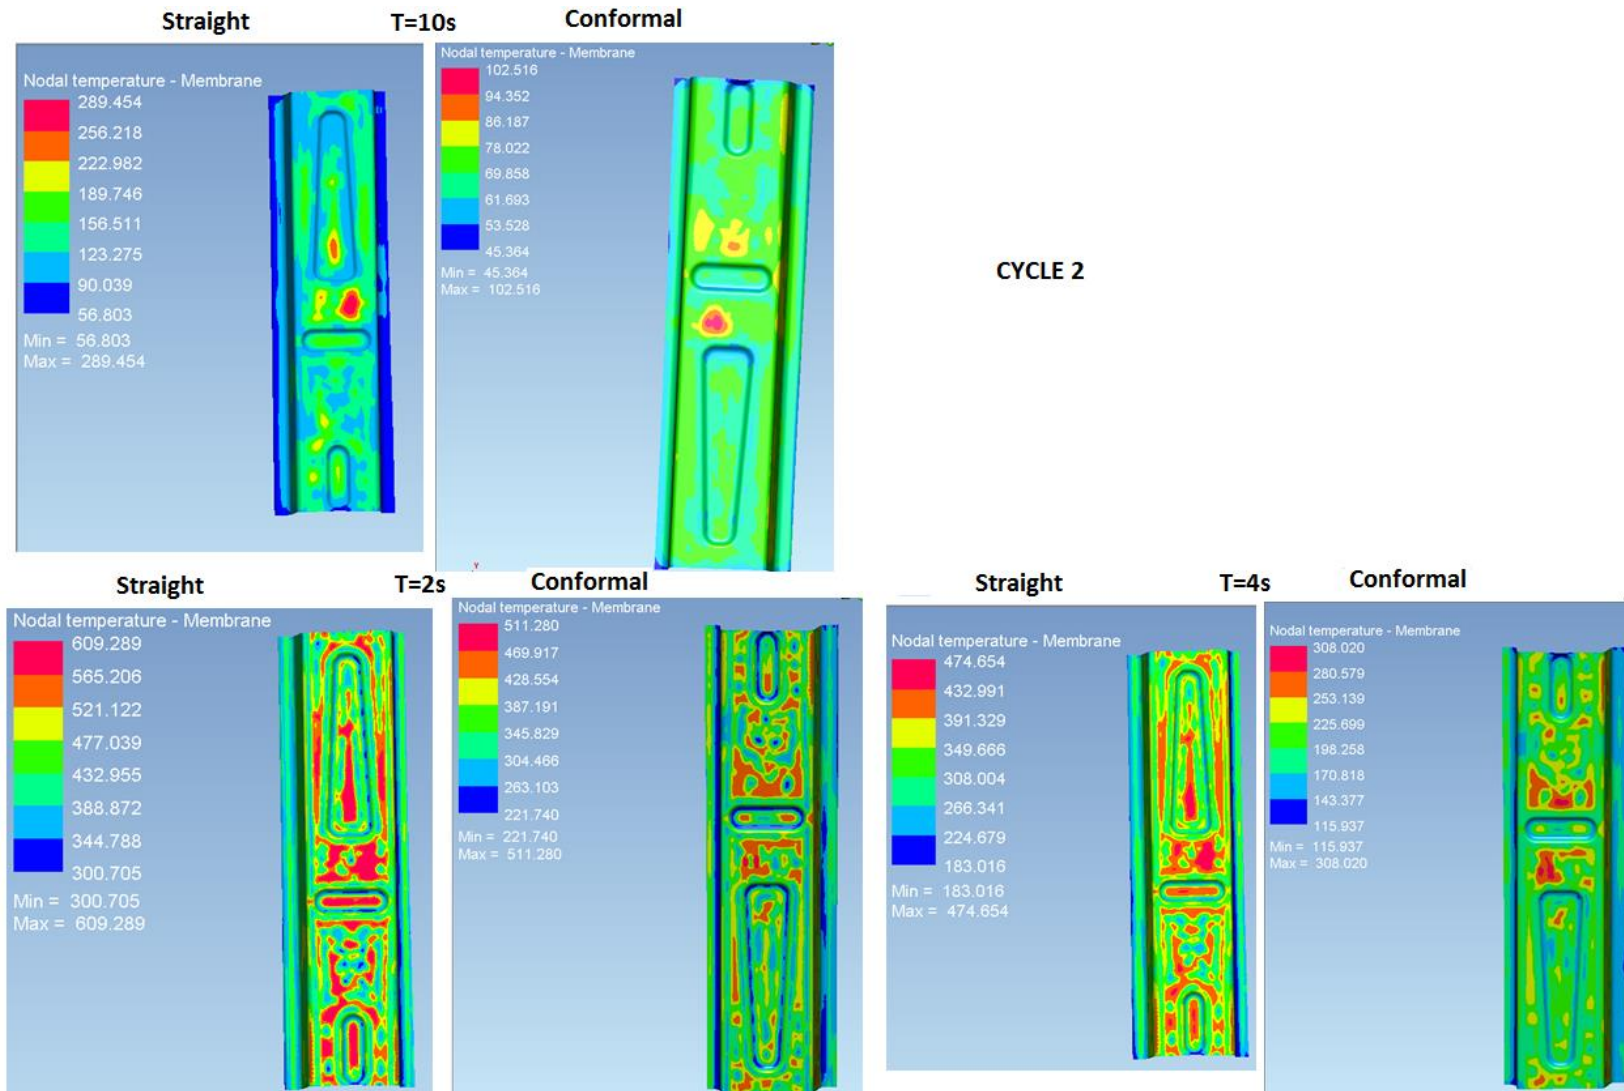 Straight T=10s Conformal
Nodal temperature - Membrane
289.454
256.218
222.982
189.746
156.511
123.275
90.039
56.803
Min = 56.803
Max = 289.454
Nodal temperature - Membrane
102.516
94.352
86.187
78.022
69.858
61.693
53.528
45.364
Min = 45.364
Max = 102.516
Y
CYCLE 2
Straight T=2s Conformal
Nodal temperature - Membrane
609.289
565.206
521.122
477.039
432.955
388.872
344.788
300.705
Min = 300.705
Max = 609.289
Nodal temperature - Membrane
511.280
469.917
428.554
387.191
345.829
304.466
263.103
221.740
Min = 221.740
Max = 511.280
Straight T=4s Conformal
Nodal temperature - Membrane
474.654
432.991
391.329
349.666
308.004
266.341
224.679
183.016
Min = 183.016
Max = 474.654
Nodal temperature - Membrane
308.020
280.579
253.139
225.699
198.258
170.818
143.377
115.937
Min = 115.937
Max = 308.020